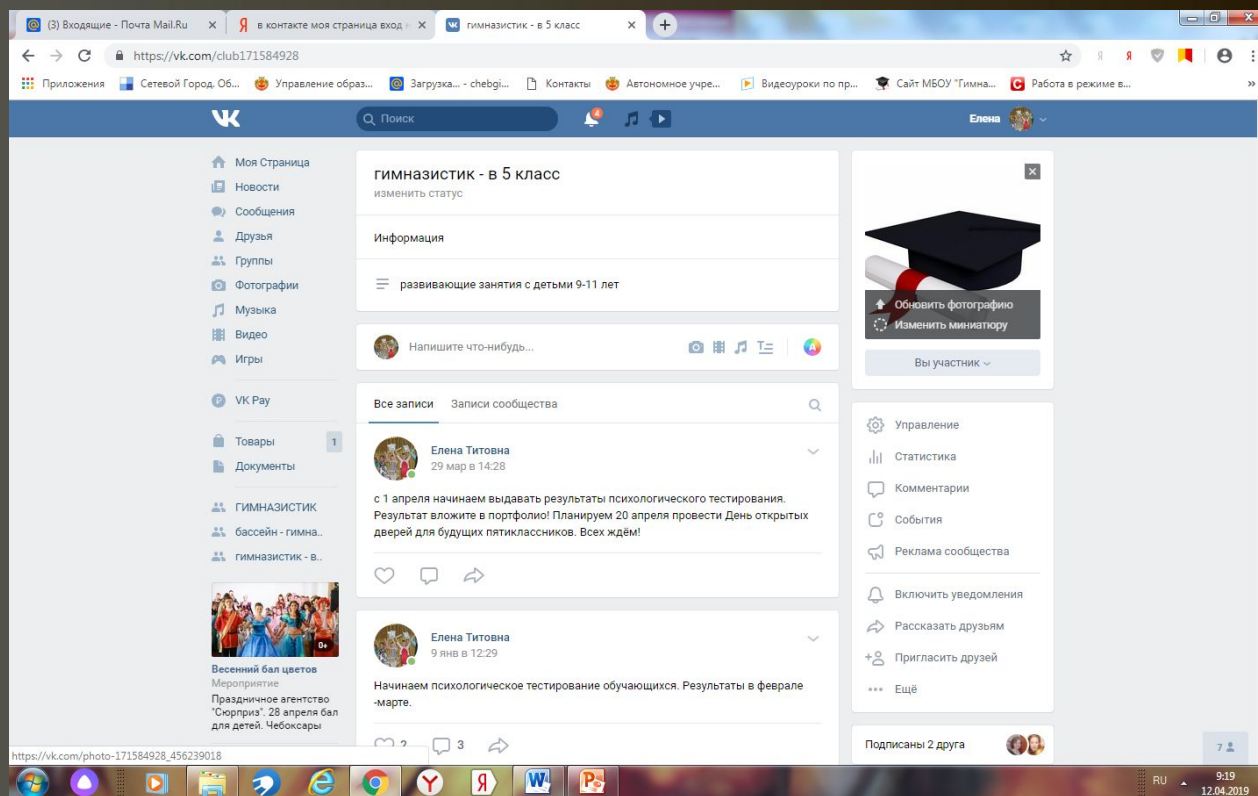 (3) Входящие - Почта Mail.Ru
в контакте моя страница вход
гимназистик - в 5 класс
https://vk.com/club171584928
Приложения
Сетевой Город. Об...
Управление образ...
Загрузка... - chebgi...
Контакты
Автономное учре...
Видеоуроки по пр...
Сайт МБОУ "Гимна...
Работа в режиме в...
Поиск
4
Елена
Моя Страница
Новости
Сообщения
Друзья
Группы
Фотографии
Музыка
Видео
Игры
VK Pay
Товары 1
Документы
ГИМНАЗИСТИК
бассейн - гимна..
гимназистик - в..
0+
Весенний бал цветов
Мероприятие
Праздничное агентство
"Сюрприз". 28 апреля бал
для детей. Чебоксары
гимназистик - в 5 класс
изменить статус
Информация
развивающие занятия с детьми 9-11 лет
Напишите что-нибудь...
Все записи Записи сообщества
Елена Титовна
29 мар в 14:28
с 1 апреля начинаем выдавать результаты психологического тестирования.
Результат вложите в портфолио! Планируем 20 апреля провести День открытых
дверей для будущих пятиклассников. Всех ждём!
Елена Титовна
9 янв в 12:29
Начинаем психологическое тестирование обучающихся. Результаты в феврале
-марте.
2 3
Обновить фотографию
Изменить миниатюру
Вы участник
Управление
Статистика
Комментарии
События
Реклама сообщества
Включить уведомления
Рассказать друзьям
Пригласить друзей
Ещё
Подписаны 2 друга
7
https://vk.com/photo-171584928_456239018
RU
9:19
12.04.2019